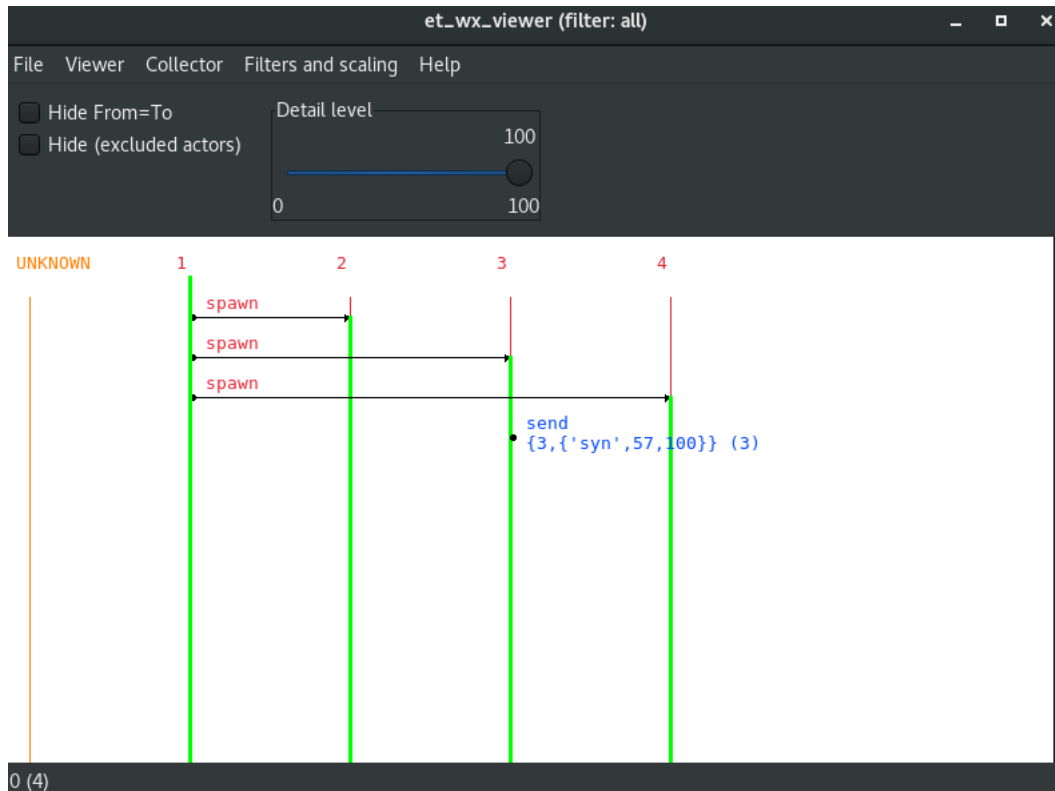 et_wx_viewer (filter: all)
File Viewer Collector Filters and scaling Help
Hide From=To
Hide (excluded actors)
Detail level
100
0 100
UNKNOWN 1 2 3 4
spawn
spawn
spawn
send
{3,{'syn',57,100}} (3)
0 (4)